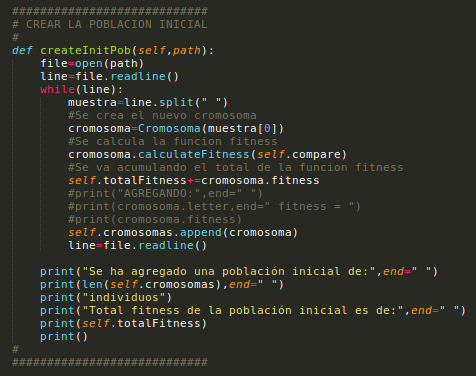 ############################
# CREAR LA POBLACION INICIAL
#
def createInitPob(self,path):
    file=open(path)
    line=file.readline()
    while(line):
        muestra=line.split(" ")
        #Se crea el nuevo cromosoma
        cromosoma=Cromosoma(muestra[0])
        #Se calcula la funcion fitness
        cromosoma.calculateFitness(self.compare)
        #Se va acumulando el total de la funcion fitness
        self.totalFitness+=cromosoma.fitness
        #print("AGREGANDO:",end=" ")
        #print(cromosoma.letter,end=" fitness = ")
        #print(cromosoma.fitness)
        self.cromosomas.append(cromosoma)
        line=file.readline()

    print("Se ha agregado una población inicial de:",end=" ")
    print(len(self.cromosomas),end=" ")
    print("individuos")
    print("Total fitness de la población inicial es de:",end=" ")
    print(self.totalFitness)
    print()
#
############################